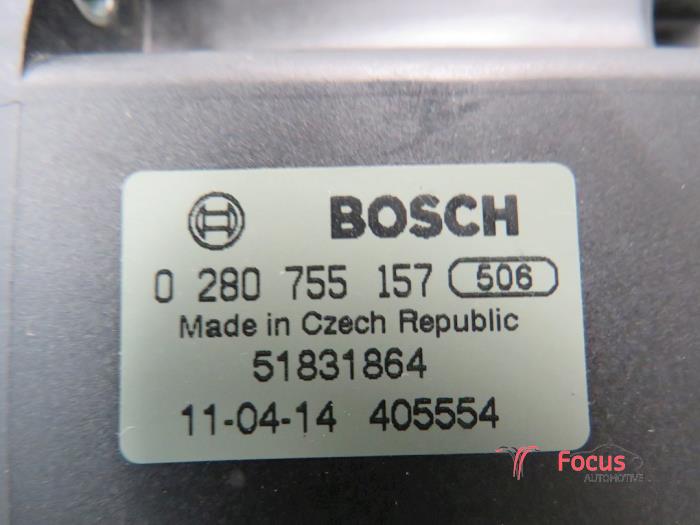 BOSCH
0 280 755 157 506
Made in Czech Republic
51831864
11-04-14 405554
Focus
AUTOMOTIVE